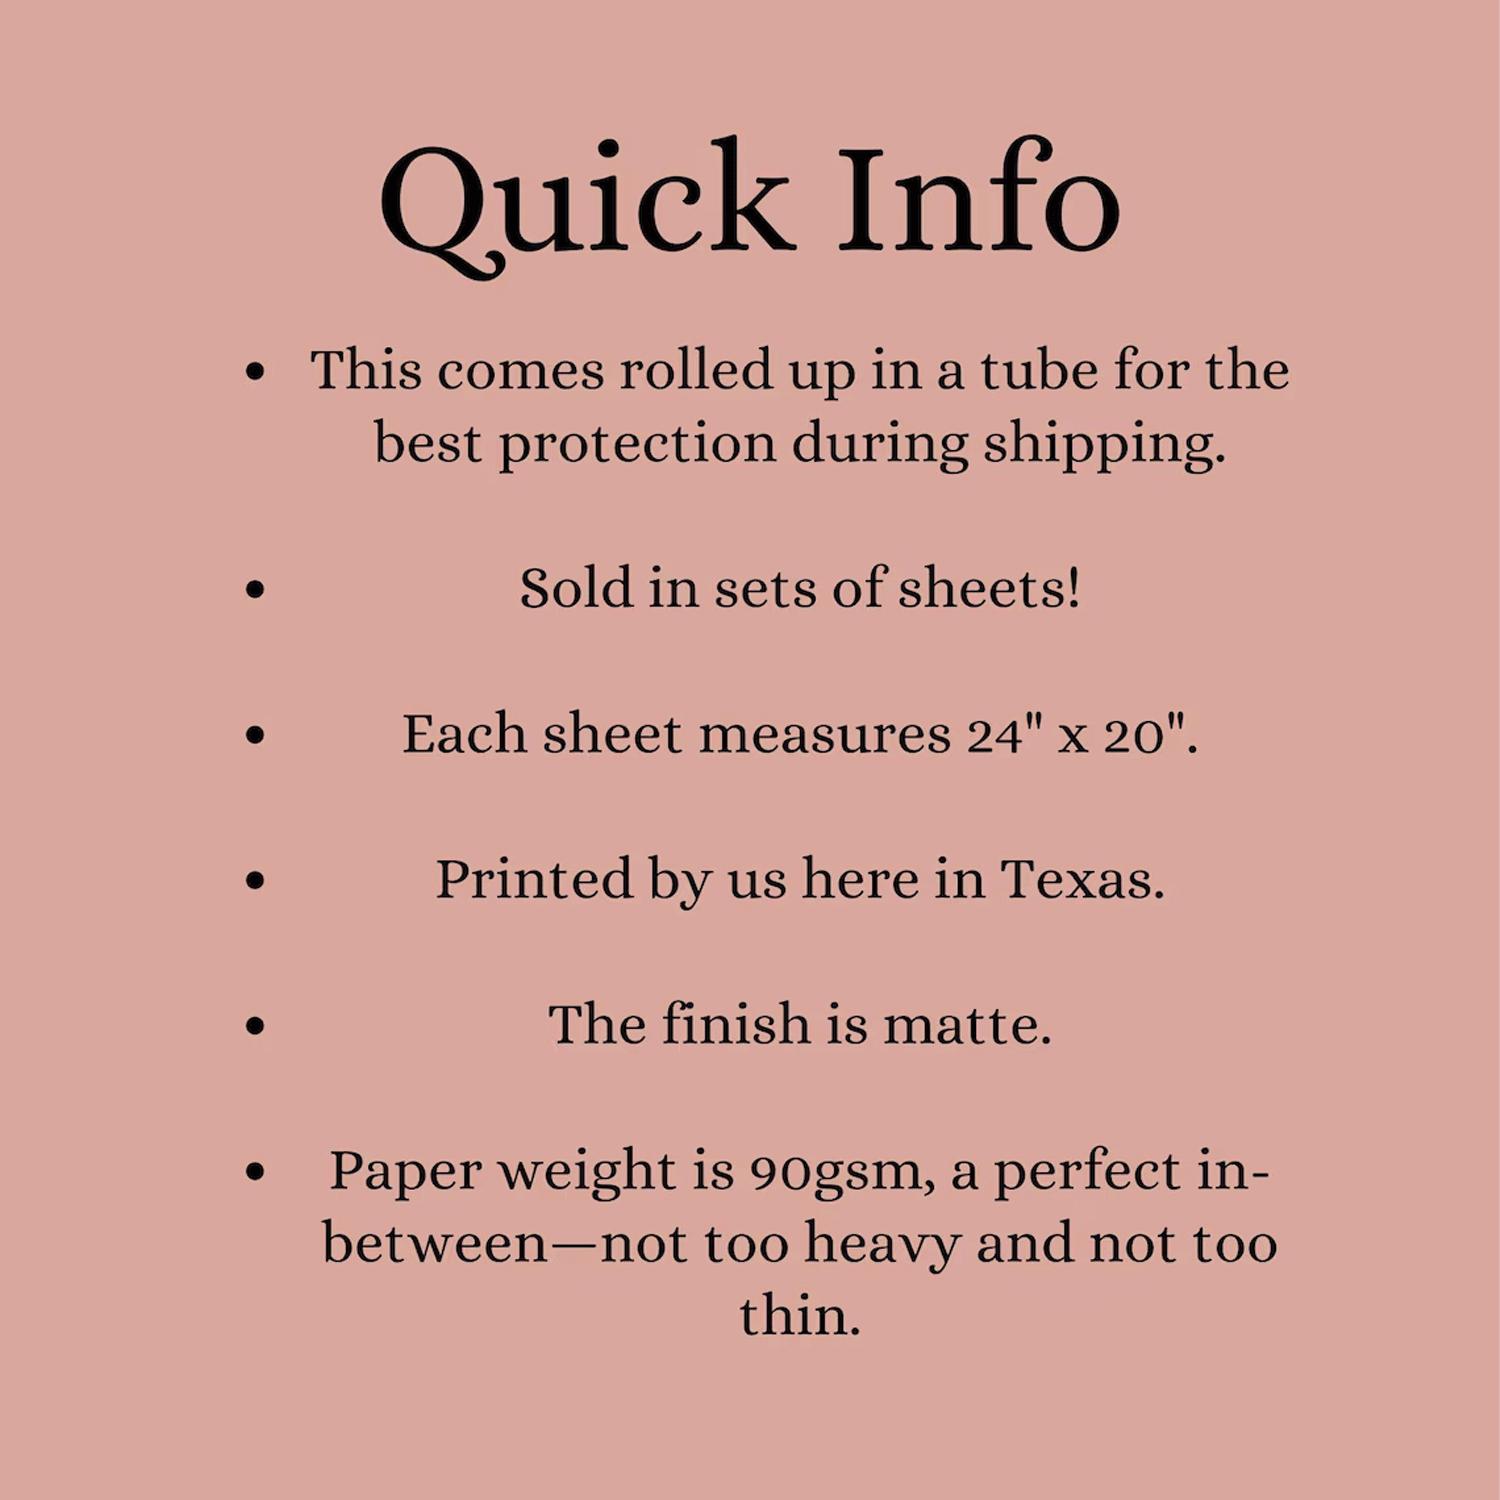 Quick Info
• This comes rolled up in a tube for the
best protection during shipping.
• Sold in sets of sheets!
• Each sheet measures 24" x 20".
• Printed by us here in Texas.
• The finish is matte.
• Paper weight is 90gsm, a perfect in-
between—not too heavy and not too
thin.